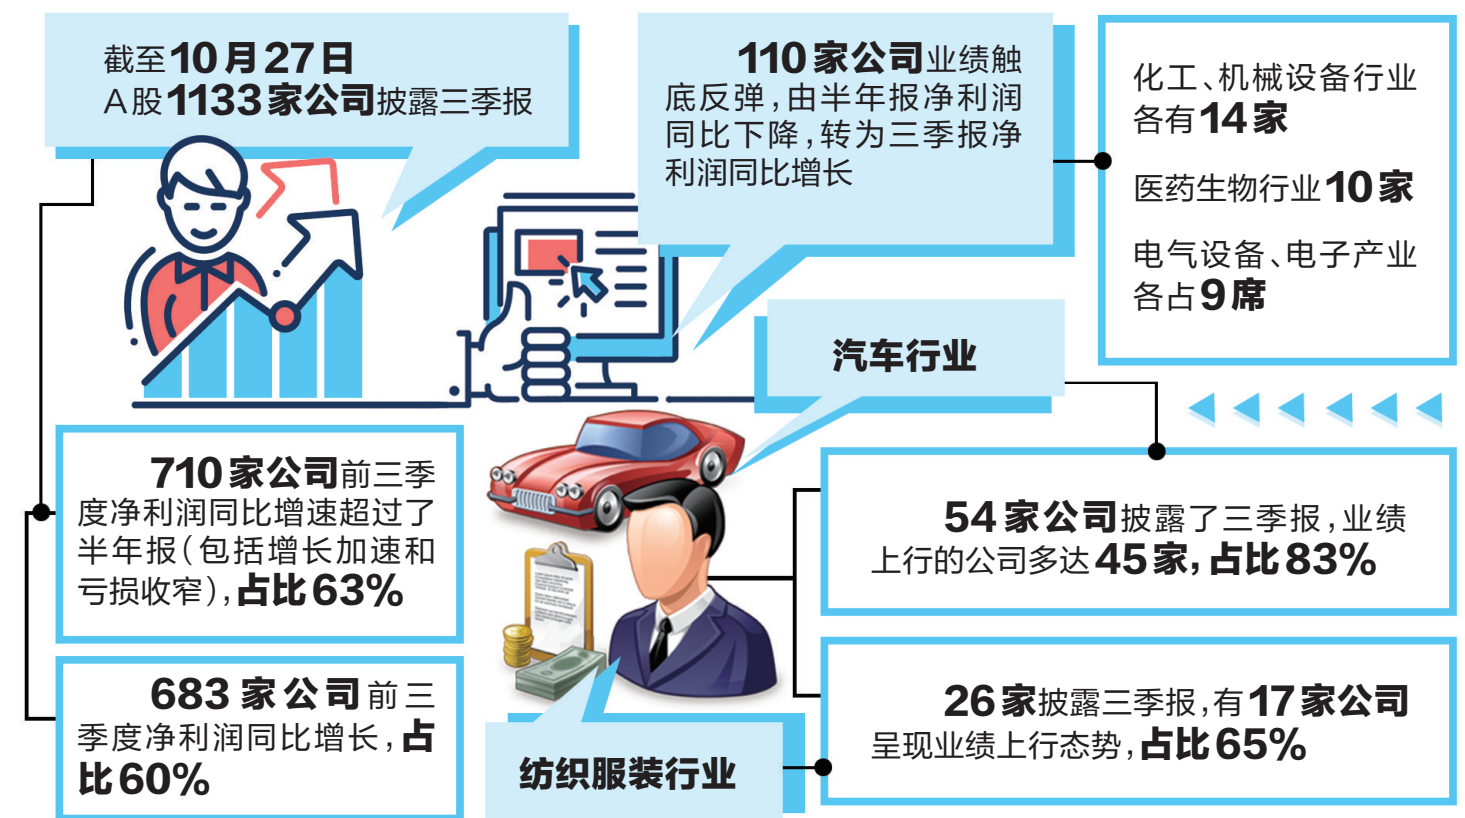 截至10月27日
A股1133家公司披露三季报
110家公司业绩触
底反弹,由半年报净利润
同比下降,转为三季报净
利润同比增长
化工、机械设备行业
各有14家
医药生物行业10家
电气设备、电子产业
各占9席
汽车行业
710家公司前三季
度净利润同比增速超过了
半年报(包括增长加速和
亏损收窄),占比63%
683家公司前三
季度净利润同比增长,占
比60%
54家公司披露了三季报,业绩
上行的公司多达45家,占比83%
26家披露三季报,有17家公司
呈现业绩上行态势,占比65%
纺织服装行业